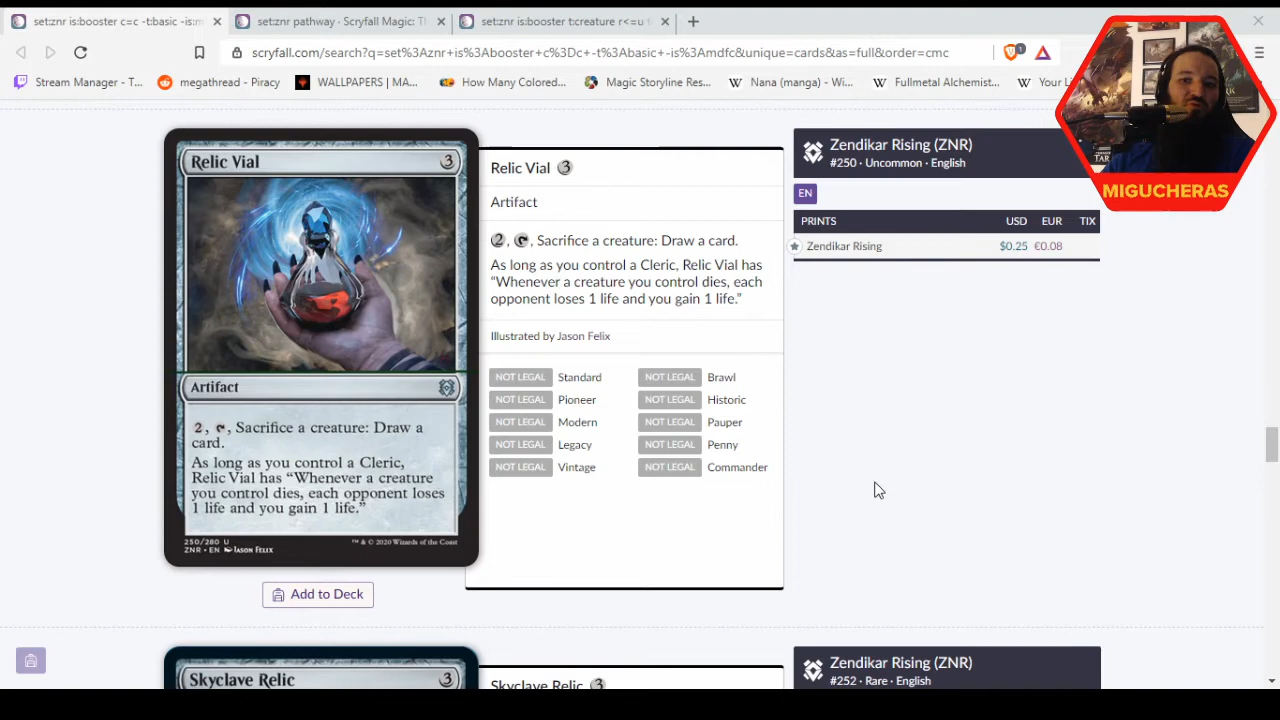 set:znr is:booster c=c -t:basic -is:m
set:znr pathway · Scryfall Magic: Th
set:znr is:booster t:creature r<=u t
scryfall.com/search?q=set%3Aznr+is%3Abooster+c%3Dc+-t%3Abasic+-is%3Amdfc&unique=cards&as=full&order=cmc
1
Stream Manager - T...
megathread - Piracy
WALLPAPERS | MA...
How Many Colored...
Magic Storyline Res...
Nana (manga) - Wi...
Fullmetal Alchemist...
Your Li
MIGUCHERAS
Relic Vial 3
Artifact
2, T, Sacrifice a creature: Draw a
card.
As long as you control a Cleric,
Relic Vial has “Whenever a creature
you control dies, each opponent loses
1 life and you gain 1 life.”
250/280 U
ZNR • EN Jason Felix
™ & © 2020 Wizards of the Coast
Add to Deck
Relic Vial 3
Artifact
2, T, Sacrifice a creature: Draw a card.
As long as you control a Cleric, Relic Vial has
“Whenever a creature you control dies, each
opponent loses 1 life and you gain 1 life.”
Illustrated by Jason Felix
NOT LEGAL Standard NOT LEGAL Brawl
NOT LEGAL Pioneer NOT LEGAL Historic
NOT LEGAL Modern NOT LEGAL Pauper
NOT LEGAL Legacy NOT LEGAL Penny
NOT LEGAL Vintage NOT LEGAL Commander
Zendikar Rising (ZNR)
#250 · Uncommon · English
EN
PRINTS USD EUR TIX
Zendikar Rising $0.25 €0.08
Skyclave Relic 3
Skyclave Relic 3
Zendikar Rising (ZNR)
#252 · Rare · English